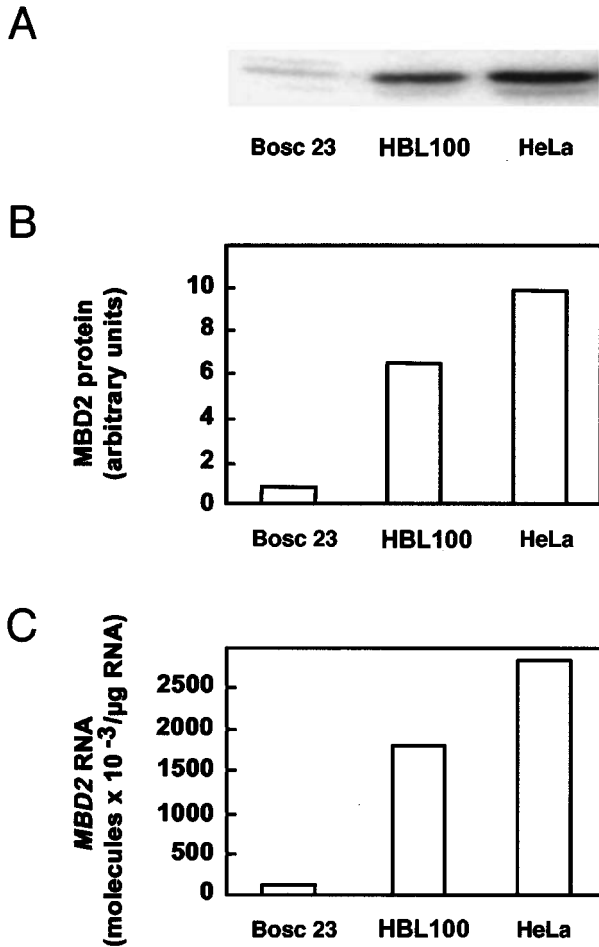 A
Bosc 23 HBL100 HeLa
B
MBD2 protein
(arbitrary units)
10
8
6
4
2
0
Bosc 23 HBL100 HeLa
C
MBD2 RNA
(molecules x 10 -3/µg RNA)
2500
2000
1500
1000
500
0
Bosc 23 HBL100 HeLa